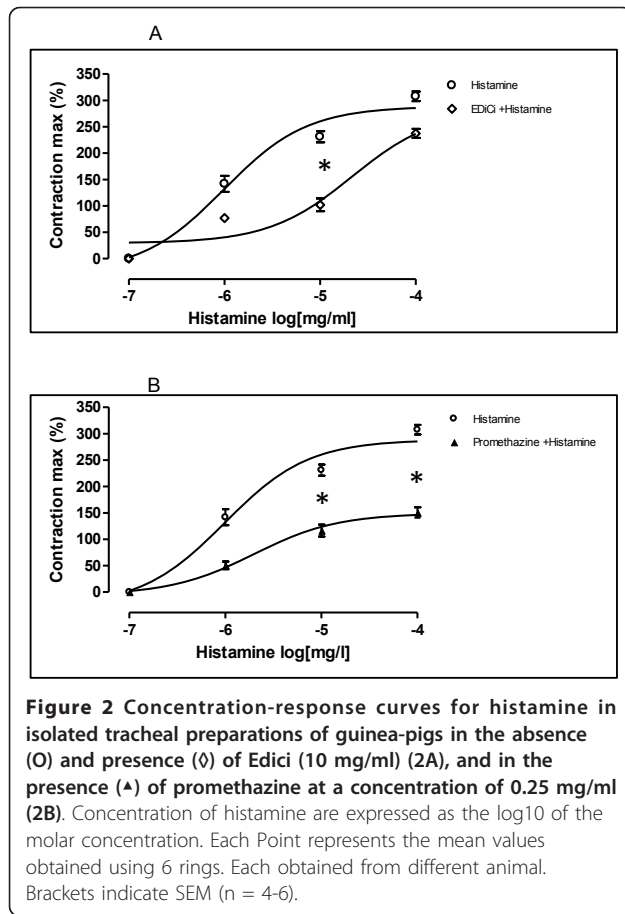 A
350
300
250
200
150
100
50
0
Contraction max (%)
Histamine
EDiCi +Histamine
*
-7 -6 -5 -4
Histamine log[mg/ml]
B
350
300
250
200
150
100
50
0
Contraction max (%)
Histamine
Promethazine +Histamine
* *
-7 -6 -5 -4
Histamine log[mg/l]
Figure 2 Concentration-response curves for histamine in
isolated tracheal preparations of guinea-pigs in the absence
(O) and presence (◊) of Edici (10 mg/ml) (2A), and in the
presence (▲) of promethazine at a concentration of 0.25 mg/ml
(2B). Concentration of histamine are expressed as the log10 of the
molar concentration. Each Point represents the mean values
obtained using 6 rings. Each obtained from different animal.
Brackets indicate SEM (n = 4-6).